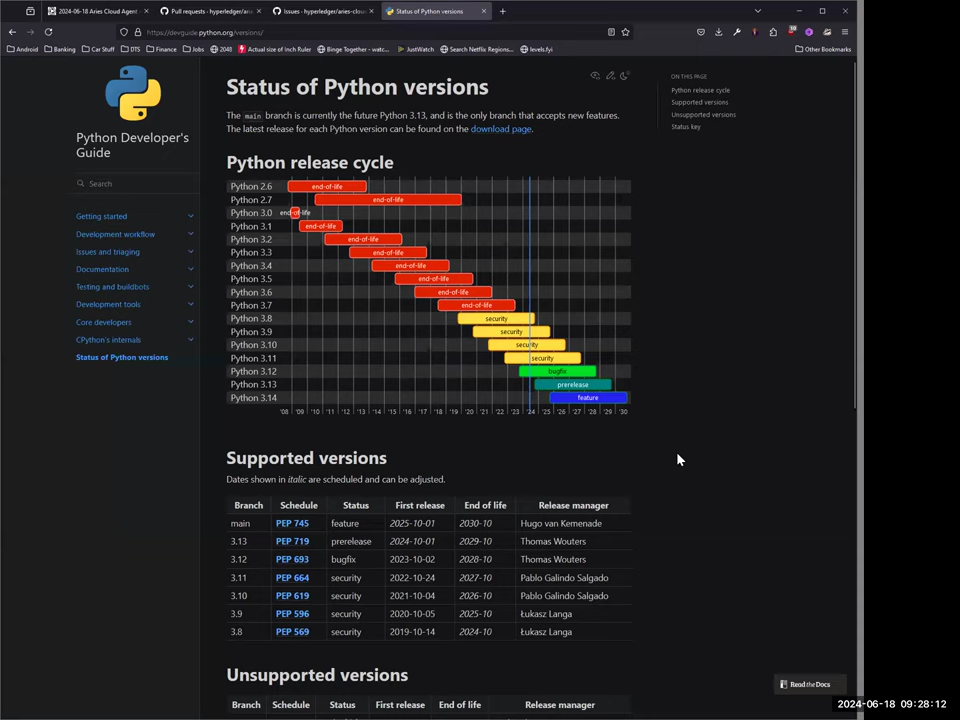 2024-06-18 Aries Cloud Agent
Pull requests - hyperledger/aries
Issues - hyperledger/aries-cloud
Status of Python versions
https://devguide.python.org/versions/
Android
Banking
Car Stuff
DTS
Finance
Jobs
2048
Actual size of Inch Ruler
Binge Together - watc...
JustWatch
Search Netflix Regions...
levels.fyi
Other Bookmarks
Python Developer's
Guide
Search
Getting started
Development workflow
Issues and triaging
Documentation
Testing and buildbots
Development tools
Core developers
CPython's internals
Status of Python versions
Status of Python versions
The main branch is currently the future Python 3.13, and is the only branch that accepts new features.
The latest release for each Python version can be found on the download page.
Python release cycle
Python 2.6 end-of-life
Python 2.7 end-of-life
Python 3.0 end-of-life
Python 3.1 end-of-life
Python 3.2 end-of-life
Python 3.3 end-of-life
Python 3.4 end-of-life
Python 3.5 end-of-life
Python 3.6 end-of-life
Python 3.7 end-of-life
Python 3.8 security
Python 3.9 security
Python 3.10 security
Python 3.11 security
Python 3.12 bugfix
Python 3.13 prerelease
Python 3.14 feature
'08 '09 '10 '11 '12 '13 '14 '15 '16 '17 '18 '19 '20 '21 '22 '23 '24 '25 '26 '27 '28 '29 '30
Supported versions
Dates shown in italic are scheduled and can be adjusted.
Branch Schedule Status First release End of life Release manager
main PEP 745 feature 2025-10-01 2030-10 Hugo van Kemenade
3.13 PEP 719 prerelease 2024-10-01 2029-10 Thomas Wouters
3.12 PEP 693 bugfix 2023-10-02 2028-10 Thomas Wouters
3.11 PEP 664 security 2022-10-24 2027-10 Pablo Galindo Salgado
3.10 PEP 619 security 2021-10-04 2026-10 Pablo Galindo Salgado
3.9 PEP 596 security 2020-10-05 2025-10 Łukasz Langa
3.8 PEP 569 security 2019-10-14 2024-10 Łukasz Langa
Unsupported versions
Branch Schedule Status First release End of life Release manager
ON THIS PAGE
Python release cycle
Supported versions
Unsupported versions
Status key
Read the Docs
2024-06-18 09:28:12